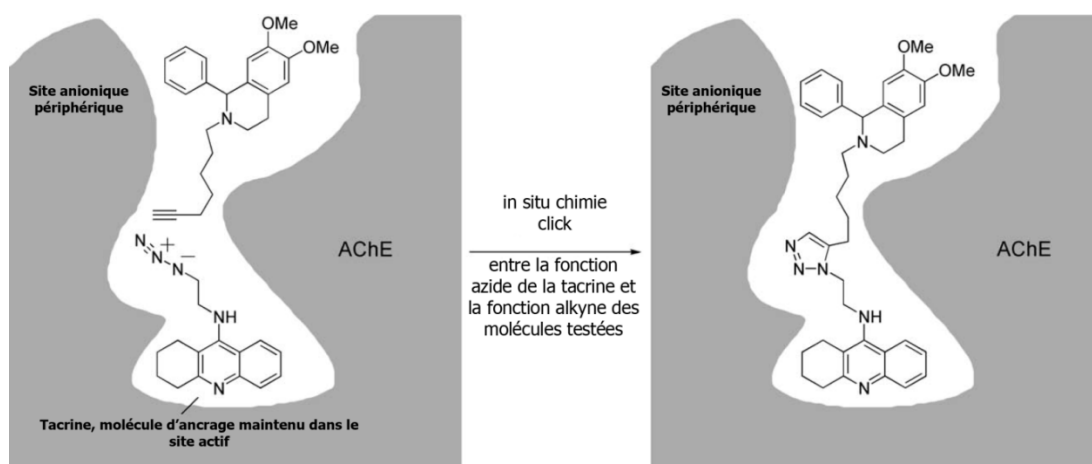 Site anionique
périphérique
OMe
OMe
N
N
N
N
+
−
NH
N
AChE
Tacrine, molécule d'ancrage maintenu dans le
site actif
in situ chimie
click
entre la fonction
azide de la tacrine et
la fonction alkyne des
molécules testées
Site anionique
périphérique
OMe
OMe
N
N
N
N
NH
N
AChE